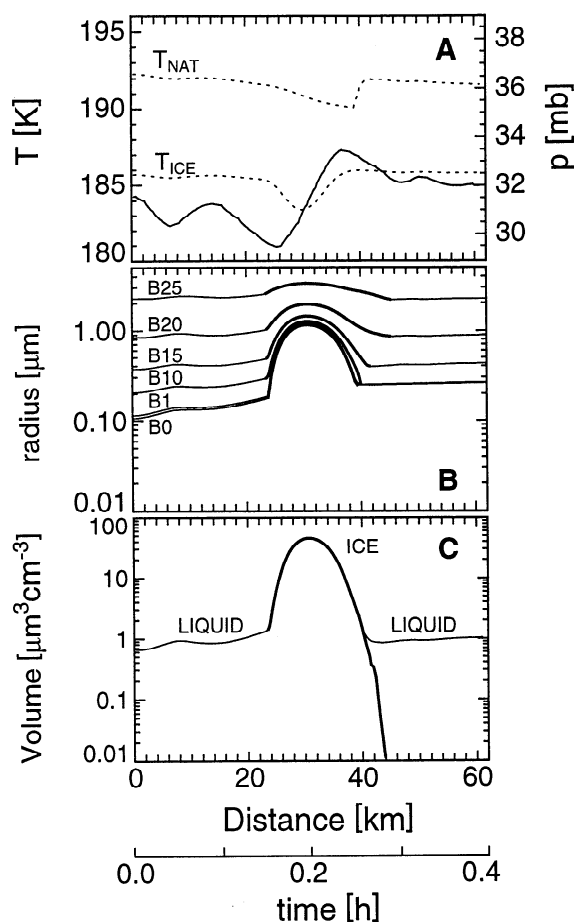 195
190
185
180
T [K]
T_NAT
T_ICE
A
38
36
34
32
30
p [mb]
B25
B20
B15
B10
B1
B0
1.00
0.10
0.01
radius [μm]
B
100
10
1
0.1
0.01
Volume [μm³cm⁻³]
LIQUID
ICE
LIQUID
C
0 20 40 60
Distance [km]
0.0 0.2 0.4
time [h]